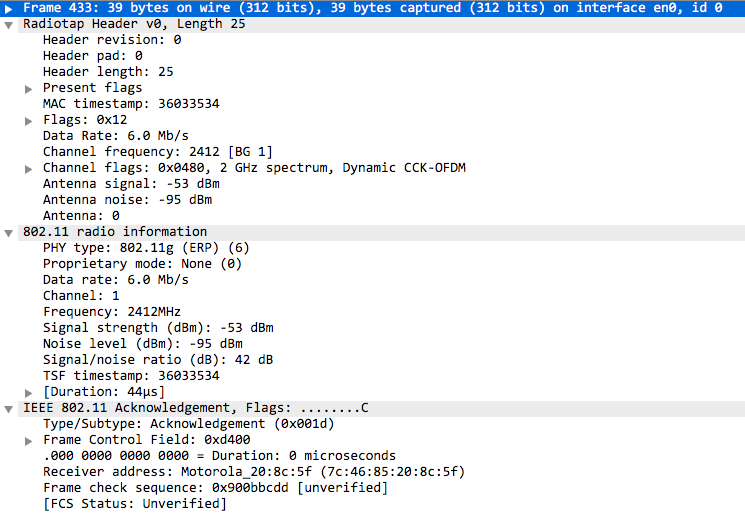 Frame 433: 39 bytes on wire (312 bits), 39 bytes captured (312 bits) on interface en0, id 0
Radiotap Header v0, Length 25
Header revision: 0
Header pad: 0
Header length: 25
Present flags
MAC timestamp: 36033534
Flags: 0x12
Data Rate: 6.0 Mb/s
Channel frequency: 2412 [BG 1]
Channel flags: 0x0480, 2 GHz spectrum, Dynamic CCK-OFDM
Antenna signal: -53 dBm
Antenna noise: -95 dBm
Antenna: 0
802.11 radio information
PHY type: 802.11g (ERP) (6)
Proprietary mode: None (0)
Data rate: 6.0 Mb/s
Channel: 1
Frequency: 2412MHz
Signal strength (dBm): -53 dBm
Noise level (dBm): -95 dBm
Signal/noise ratio (dB): 42 dB
TSF timestamp: 36033534
[Duration: 44µs]
IEEE 802.11 Acknowledgement, Flags: ........C
Type/Subtype: Acknowledgement (0x001d)
Frame Control Field: 0xd400
.000 0000 0000 0000 = Duration: 0 microseconds
Receiver address: Motorola_20:8c:5f (7c:46:85:20:8c:5f)
Frame check sequence: 0x900bbcdd [unverified]
[FCS Status: Unverified]